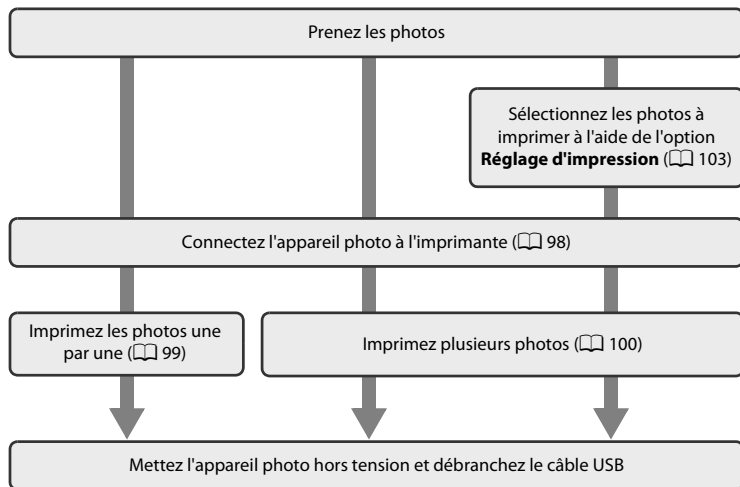 Prenez les photos
Sélectionnez les photos à
imprimer à l'aide de l'option
Réglage d'impression (📖 103)
Connectez l'appareil photo à l'imprimante (📖 98)
Imprimez les photos une
par une (📖 99)
Imprimez plusieurs photos (📖 100)
Mettez l'appareil photo hors tension et débranchez le câble USB